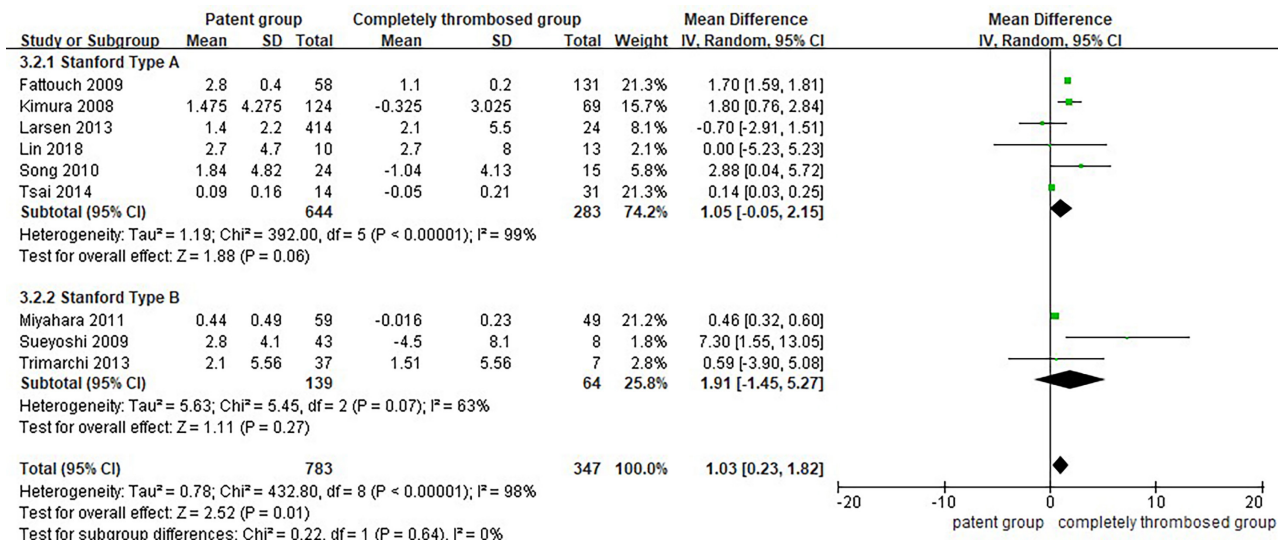 Patent group Completely thrombosed group Mean Difference Mean Difference
Study or Subgroup Mean SD Total Mean SD Total Weight IV, Random, 95% CI IV, Random, 95% CI
3.2.1 Stanford Type A
Fattouch 2009 2.8 0.4 58 1.1 0.2 131 21.3% 1.70 [1.59, 1.81]
Kimura 2008 1.475 4.275 124 -0.325 3.025 69 15.7% 1.80 [0.76, 2.84]
Larsen 2013 1.4 2.2 414 2.1 5.5 24 8.1% -0.70 [-2.91, 1.51]
Lin 2018 2.7 4.7 10 2.7 8 13 2.1% 0.00 [-5.23, 5.23]
Song 2010 1.84 4.82 24 -1.04 4.13 15 5.8% 2.88 [0.04, 5.72]
Tsai 2014 0.09 0.16 14 -0.05 0.21 31 21.3% 0.14 [0.03, 0.25]
Subtotal (95% CI) 644 283 74.2% 1.05 [-0.05, 2.15]
Heterogeneity: Tau² = 1.19; Chi² = 392.00, df = 5 (P < 0.00001); I² = 99%
Test for overall effect: Z = 1.88 (P = 0.06)
3.2.2 Stanford Type B
Miyahara 2011 0.44 0.49 59 -0.016 0.23 49 21.2% 0.46 [0.32, 0.60]
Sueyoshi 2009 2.8 4.1 43 -4.5 8.1 8 1.8% 7.30 [1.55, 13.05]
Trimarchi 2013 2.1 5.56 37 1.51 5.56 7 2.8% 0.59 [-3.90, 5.08]
Subtotal (95% CI) 139 64 25.8% 1.91 [-1.45, 5.27]
Heterogeneity: Tau² = 5.63; Chi² = 5.45, df = 2 (P = 0.07); I² = 63%
Test for overall effect: Z = 1.11 (P = 0.27)
Total (95% CI) 783 347 100.0% 1.03 [0.23, 1.82]
Heterogeneity: Tau² = 0.78; Chi² = 432.80, df = 8 (P < 0.00001); I² = 98%
Test for overall effect: Z = 2.52 (P = 0.01)
Test for subgroup differences: Chi² = 0.22, df = 1 (P = 0.64), I² = 0%
-20 -10 0 10 20
patent group completely thrombosed group